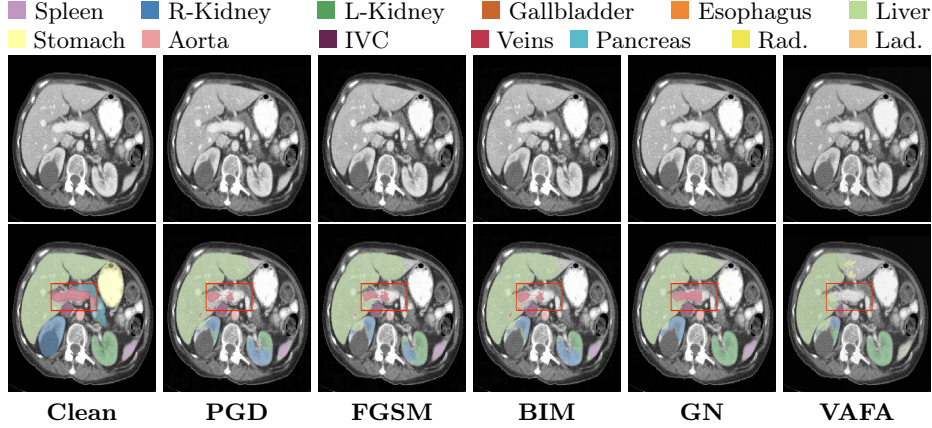 Spleen R-Kidney L-Kidney Gallbladder Esophagus Liver
Stomach Aorta IVC Veins Pancreas Rad. Lad.
Clean PGD FGSM BIM GN VAFA